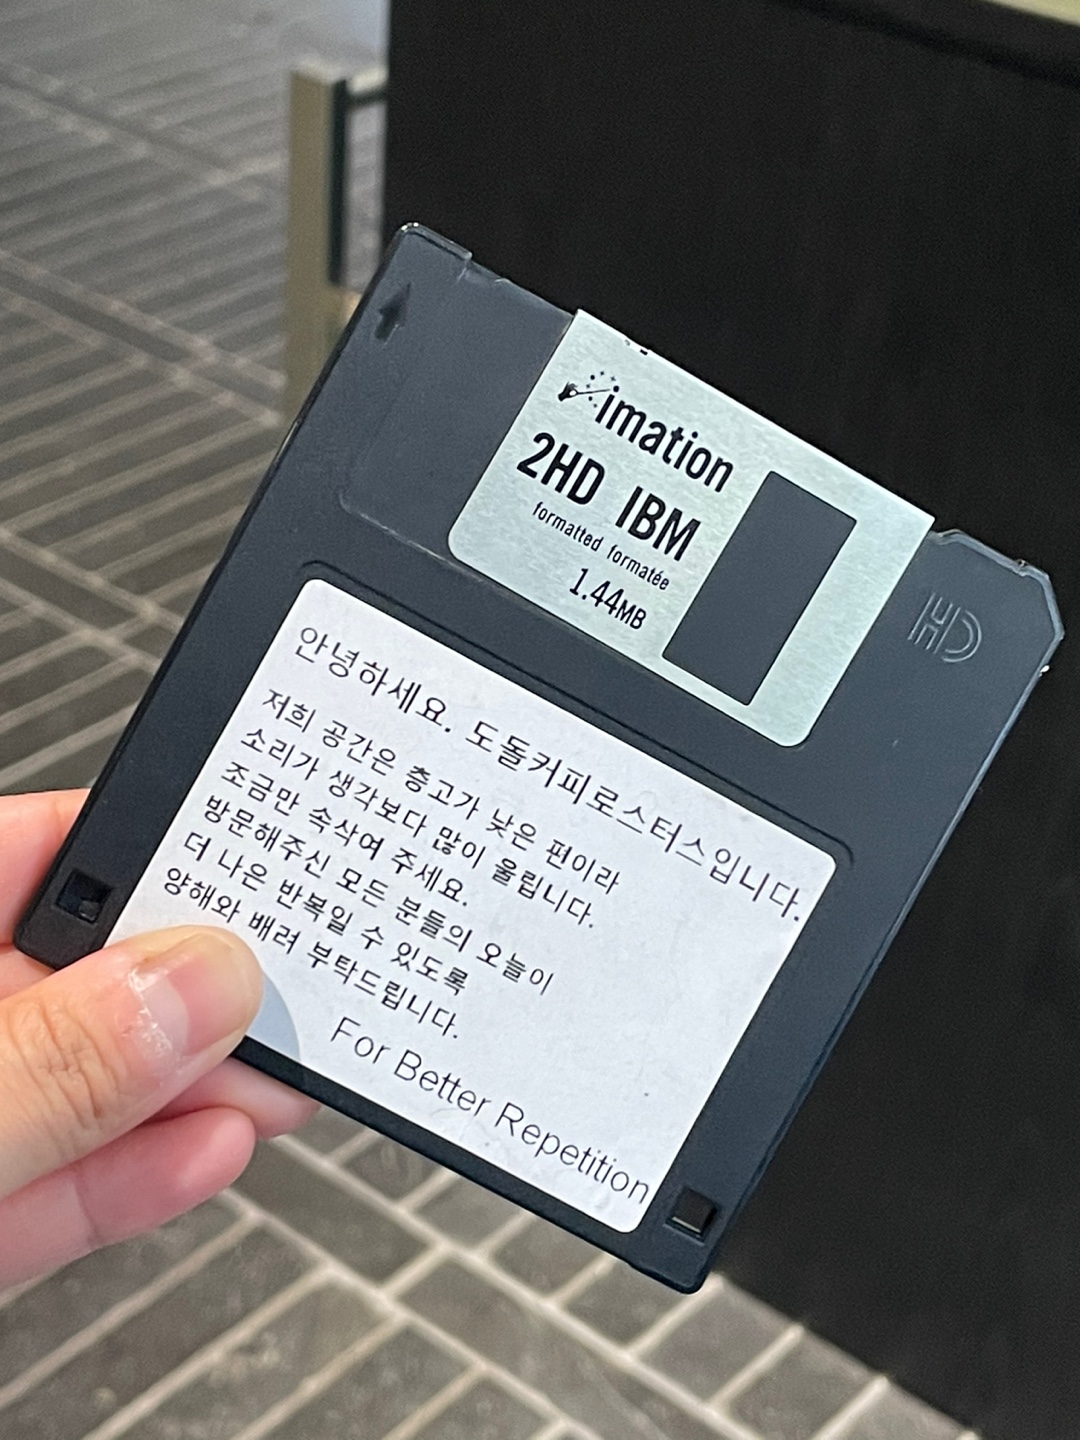 imation
2HD IBM
formatted formatée
1.44MB
HD
안녕하세요. 도돌커피로스터스입니다.
저희 공간은 층고가 낮은 편이라
소리가 생각보다 많이 울립니다.
조금만 속삭여 주세요.
방문해주신 모든 분들의 오늘이
더 나은 반복일 수 있도록
양해와 배려 부탁드립니다.
For Better Repetition